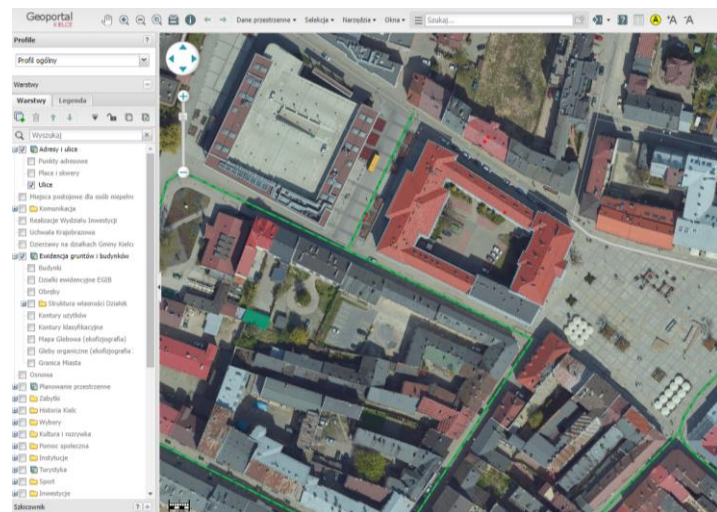 Geoportal
KIELCE
Dane przestrzenne Selekcja Narzędzia Okna Szukaj...
A +A -A
Profile ?
Profil ogólny
Warstwy
Warstwy Legenda
Wyszukaj
Adresy i ulice
Punkty adresowe
Place i skwery
Ulice
Miejsca postojowe dla osób niepełn
Komunikacja
Realizacje Wydziału Inwestycji
Uchwała Krajobrazowa
Dzierżawy na działkach Gminy Kielce
Ewidencja gruntów i budynków
Budynki
Działki ewidencyjne EGIB
Obręby
Struktura własności Działek
Kontury użytków
Kontury klasyfikacyjne
Mapa Glebowa (ekofizjografia)
Gleby organiczne (ekofizjografia
Granica Miasta
Osnowa
Planowanie przestrzenne
Zabytki
Historia Kielc
Wybory
Kultura i rozrywka
Pomoc społeczna
Instytucje
Turystyka
Sport
Inwestycje
Szkicownik ?